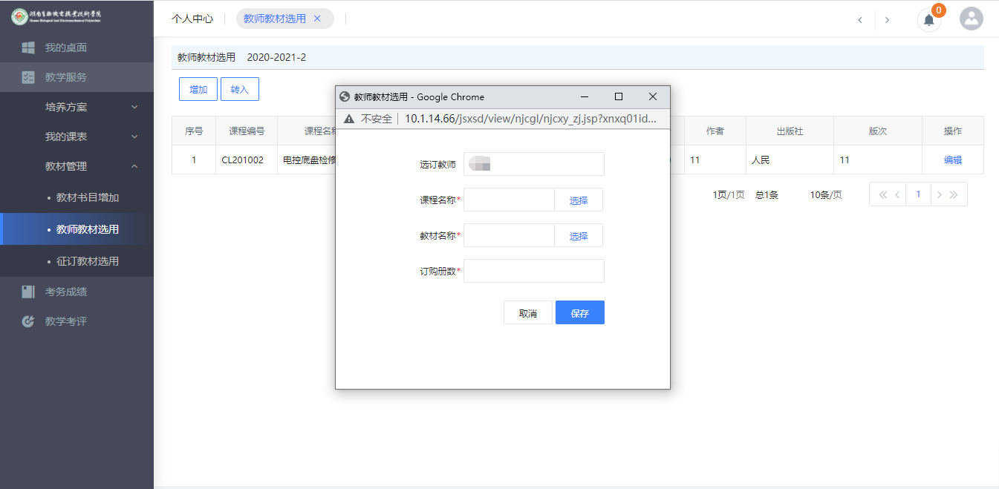 湖南生物机电职业技术学院
Hunan Biological And Electromechanical Polytechnic
我的桌面
教学服务
培养方案
我的课表
教材管理
教材书目增加
教师教材选用
征订教材选用
考务成绩
教学考评
个人中心
教师教材选用
0
教师教材选用 2020-2021-2
增加 转入
序号 课程编号 作者 出版社 版次 操作
1 CL201002 电控底盘检修 11 人民 11 编辑
1页/1页 总1条 10条/页 1
教师教材选用 - Google Chrome
不安全 10.1.14.66/jsxsd/view/njcgl/njcxy_zj.jsp?xnxq01id...
选订教师
课程名称* 选择
教材名称* 选择
订购册数*
取消 保存